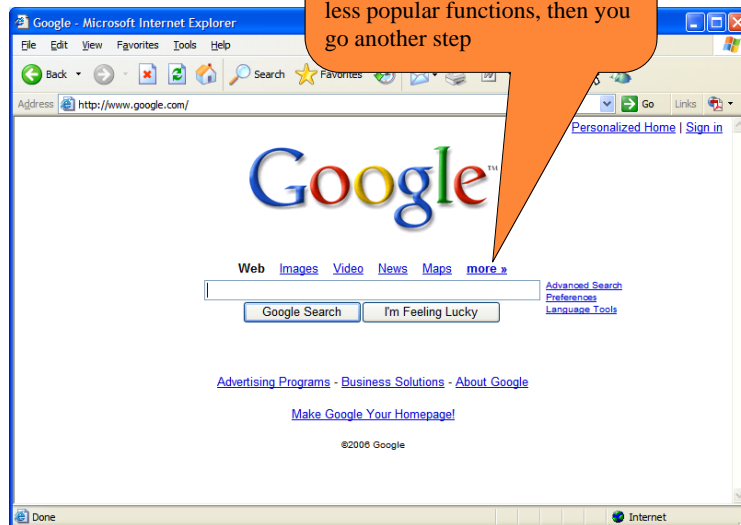 less popular functions, then you
go another step
Google - Microsoft Internet Explorer
File Edit View Favorites Tools Help
Back Search Favorites
Address http://www.google.com/ Go Links
Personalized Home | Sign in
Google™
Web Images Video News Maps more »
Advanced Search
Preferences
Language Tools
Google Search I'm Feeling Lucky
Advertising Programs - Business Solutions - About Google
Make Google Your Homepage!
©2006 Google
Done Internet